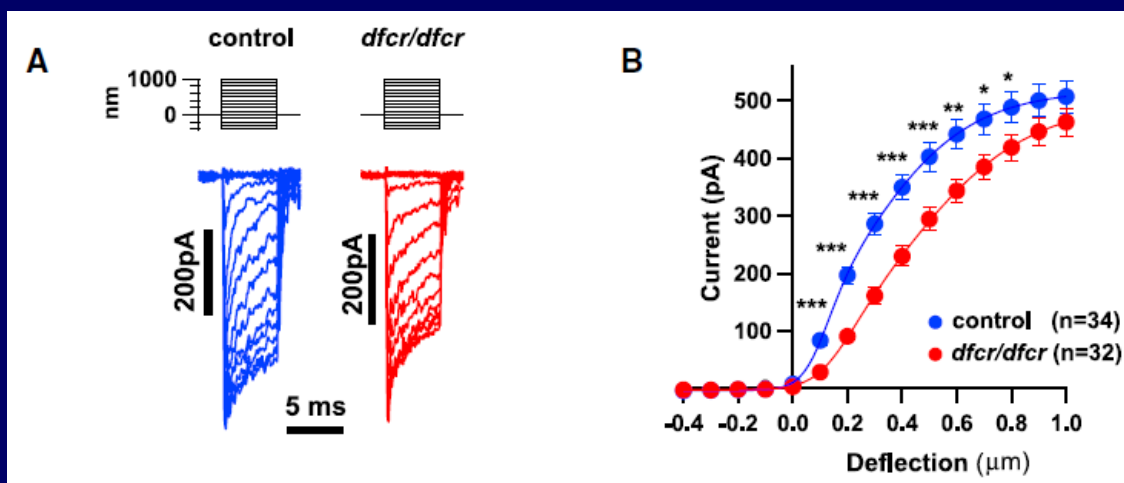 A
control
dfcr/dfcr
nm
1000
0
200pA
200pA
5 ms
B
Current (pA)
500
400
300
200
100
***
***
***
***
***
**
*
*
control (n=34)
dfcr/dfcr (n=32)
-0.4 -0.2 0.0 0.2 0.4 0.6 0.8 1.0
Deflection (μm)